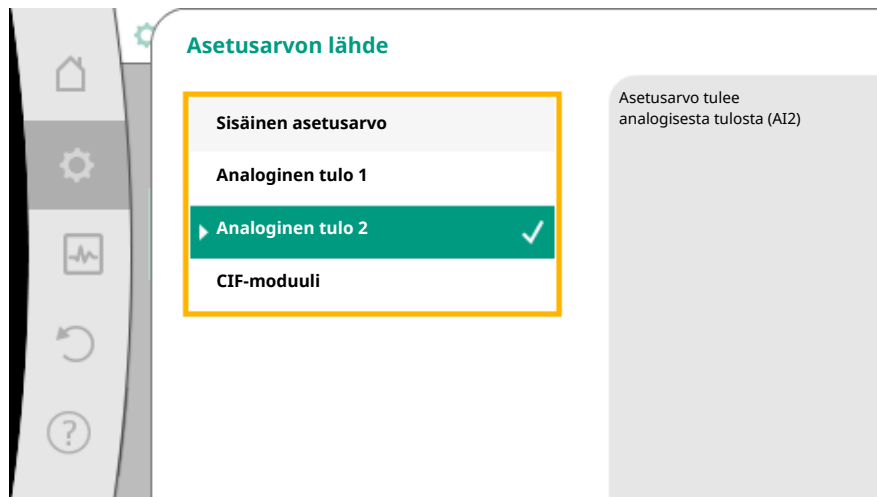 Asetusarvon lähde
Sisäinen asetusarvo
Analoginen tulo 1
Analoginen tulo 2
CIF-moduuli
Asetusarvo tulee
analogisesta tulosta (AI2)
?